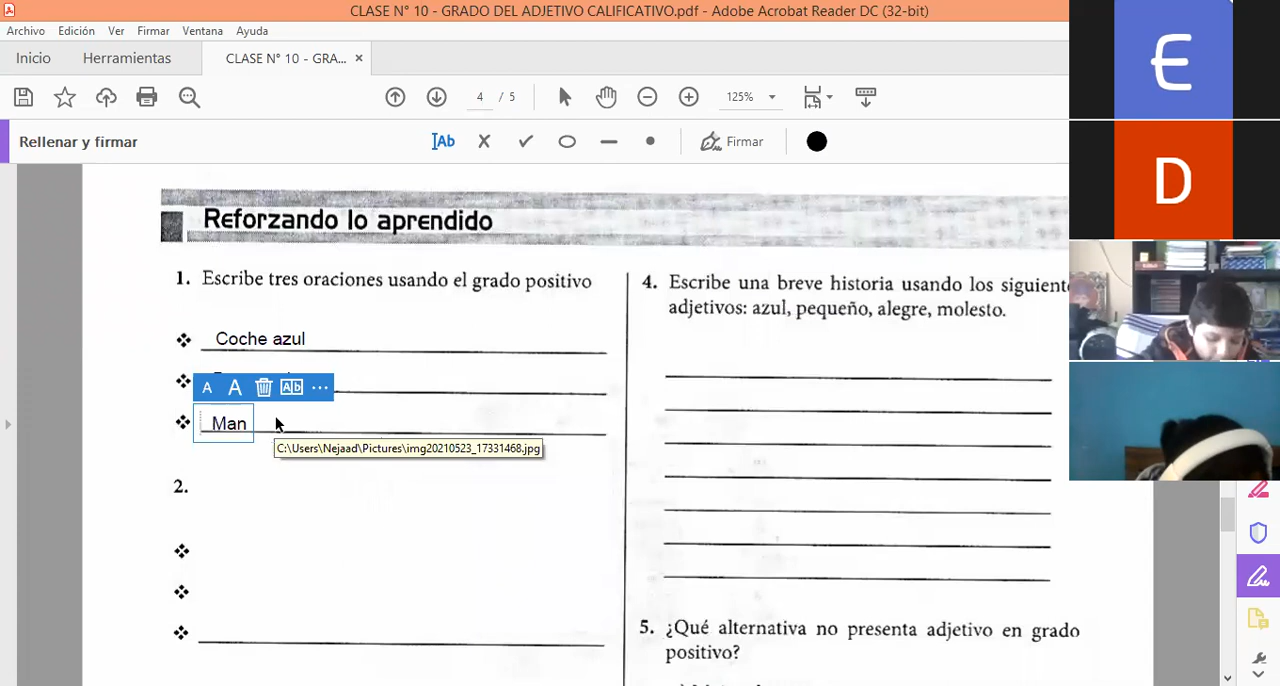 CLASE N° 10 - GRADO DEL ADJETIVO CALIFICATIVO.pdf - Adobe Acrobat Reader DC (32-bit)
Archivo Edición Ver Firmar Ventana Ayuda
Inicio Herramientas CLASE N° 10 - GRA... ×
4 / 5 125%
Rellenar y firmar Ab Firmar
Reforzando lo aprendido
1. Escribe tres oraciones usando el grado positivo
Coche azul
A A Ab ...
Man
C:\Users\Nejaad\Pictures\img20210523_17331468.jpg
2.
4. Escribe una breve historia usando los siguiente
adjetivos: azul, pequeño, alegre, molesto.
5. ¿Qué alternativa no presenta adjetivo en grado
positivo?
E
D